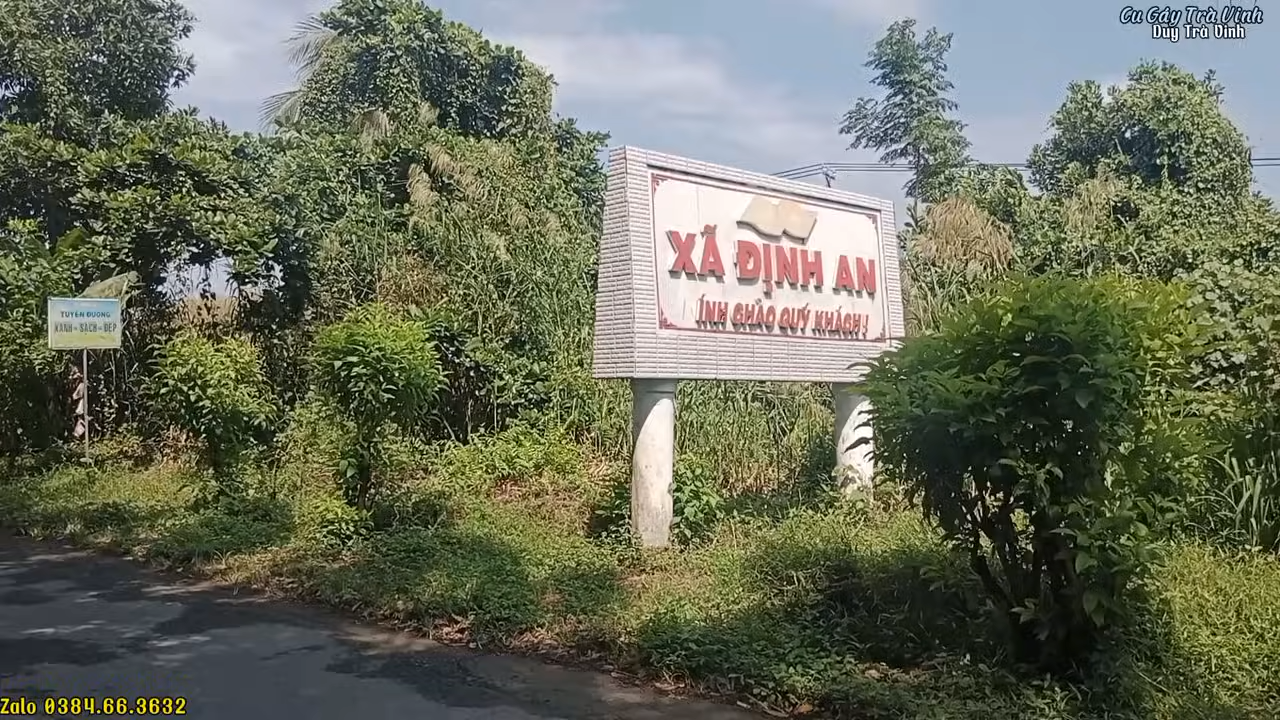 Cu Gáy Trà Vinh
Duy Trà Vinh
XÃ ĐỊNH AN
ÍNH CHÀO QUÝ KHÁCH !
TUYẾN ĐƯỜNG
XANH - SẠCH - ĐẸP
Zalo 0384.66.3632